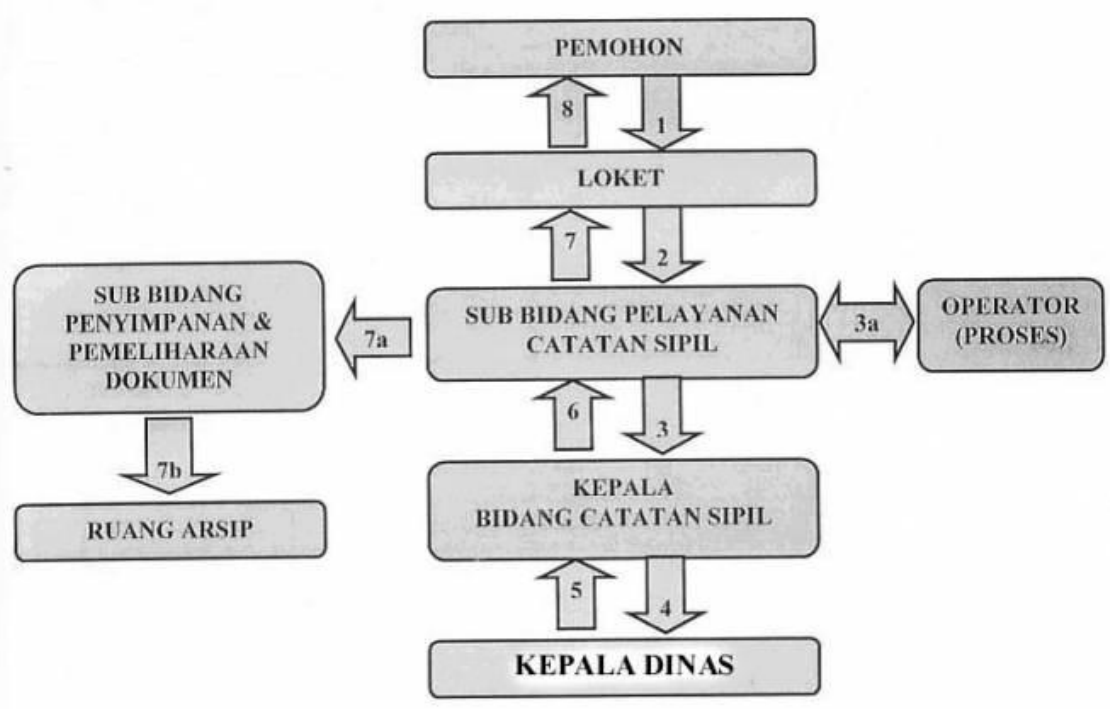 PEMOHON
8
1
LOKET
7
2
SUB BIDANG
PENYIMPANAN &
PEMELIHARAAN
DOKUMEN
7a
SUB BIDANG PELAYANAN
CATATAN SIPIL
3a
OPERATOR
(PROSES)
6
3
7b
RUANG ARSIP
KEPALA
BIDANG CATATAN SIPIL
5
4
KEPALA DINAS